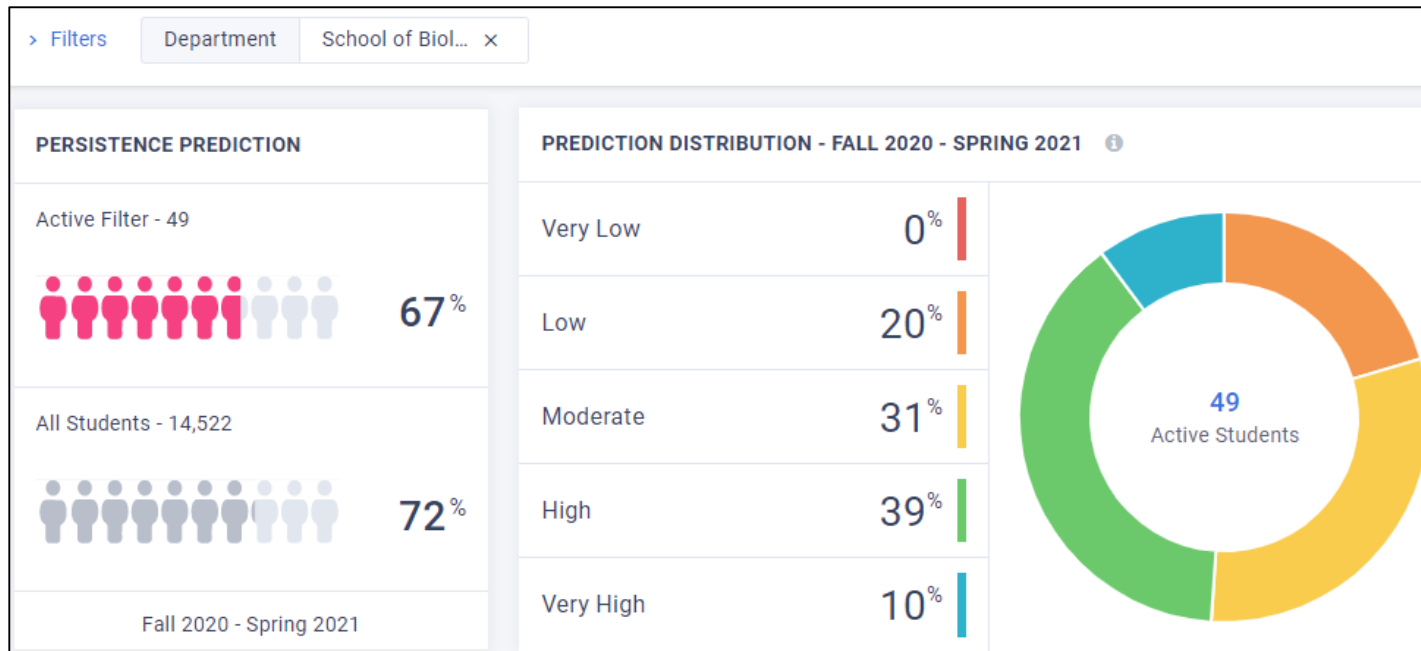 > Filters Department School of Biol... ×
PERSISTENCE PREDICTION
Active Filter - 49
67%
All Students - 14,522
72%
Fall 2020 - Spring 2021
PREDICTION DISTRIBUTION - FALL 2020 - SPRING 2021
Very Low 0%
Low 20%
Moderate 31%
High 39%
Very High 10%
49
Active Students